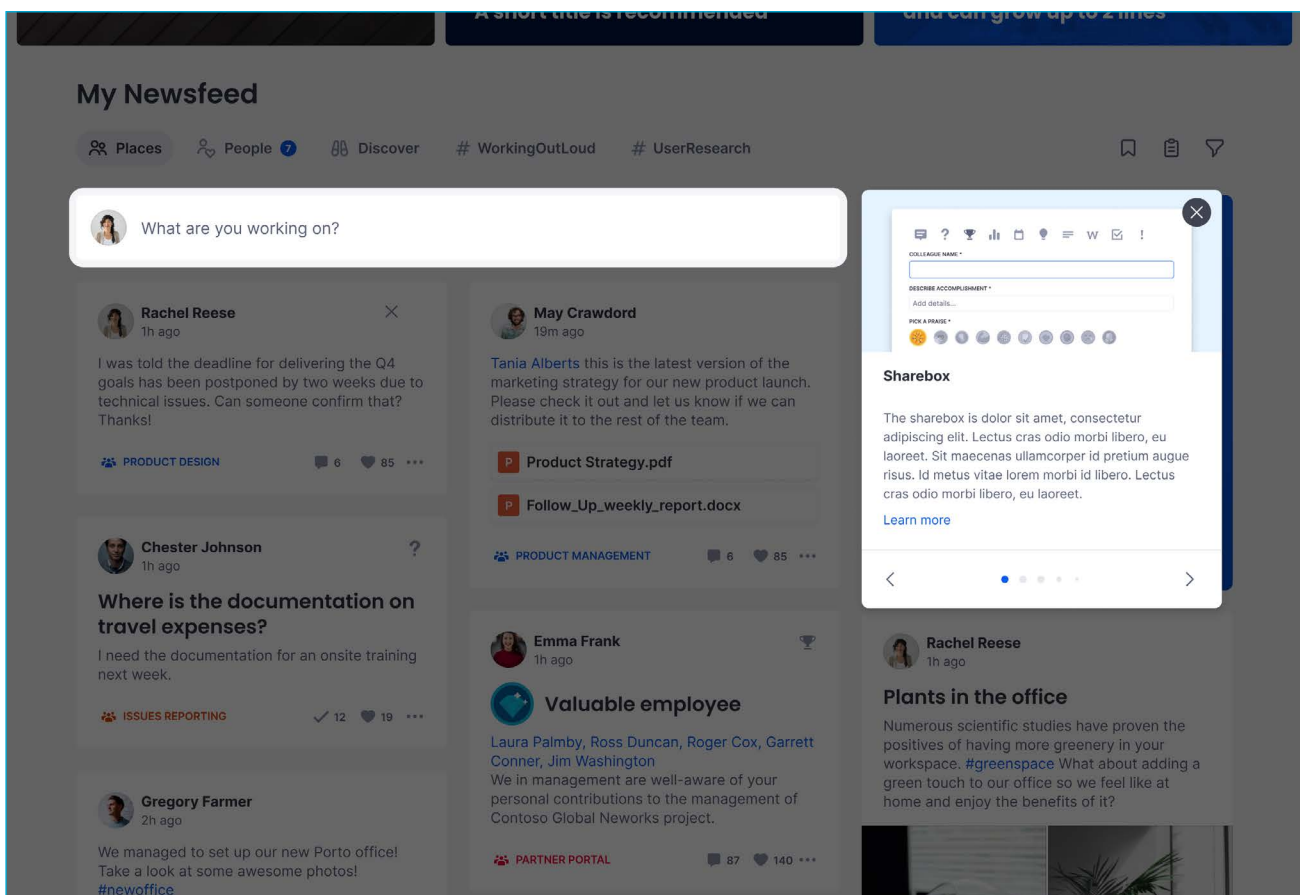 A short title is recommended
and can grow up to 2 lines
My Newsfeed
Places
People 7
Discover
# WorkingOutLoud
# UserResearch
What are you working on?
Rachel Reese
1h ago
I was told the deadline for delivering the Q4
goals has been postponed by two weeks due to
technical issues. Can someone confirm that?
Thanks!
PRODUCT DESIGN
6
85
Chester Johnson
1h ago
?
Where is the documentation on
travel expenses?
I need the documentation for an onsite training
next week.
ISSUES REPORTING
12
19
Gregory Farmer
2h ago
We managed to set up our new Porto office!
Take a look at some awesome photos!
#newoffice
May Crawdord
19m ago
Tania Alberts this is the latest version of the
marketing strategy for our new product launch.
Please check it out and let us know if we can
distribute it to the rest of the team.
P Product Strategy.pdf
P Follow_Up_weekly_report.docx
PRODUCT MANAGEMENT
6
85
Emma Frank
1h ago
Valuable employee
Laura Palmby, Ross Duncan, Roger Cox, Garrett
Conner, Jim Washington
We in management are well-aware of your
personal contributions to the management of
Contoso Global Neworks project.
PARTNER PORTAL
87
140
? W !
COLLEAGUE NAME *
DESCRIBE ACCOMPLISHMENT *
Add details...
PICK A PRAISE *
Sharebox
The sharebox is dolor sit amet, consectetur
adipiscing elit. Lectus cras odio morbi libero, eu
laoreet. Sit maecenas ullamcorper id pretium augue
risus. Id metus vitae lorem morbi id libero. Lectus
cras odio morbi libero, eu laoreet.
Learn more
Rachel Reese
1h ago
Plants in the office
Numerous scientific studies have proven the
positives of having more greenery in your
workspace. #greenspace What about adding a
green touch to our office so we feel like at
home and enjoy the benefits of it?